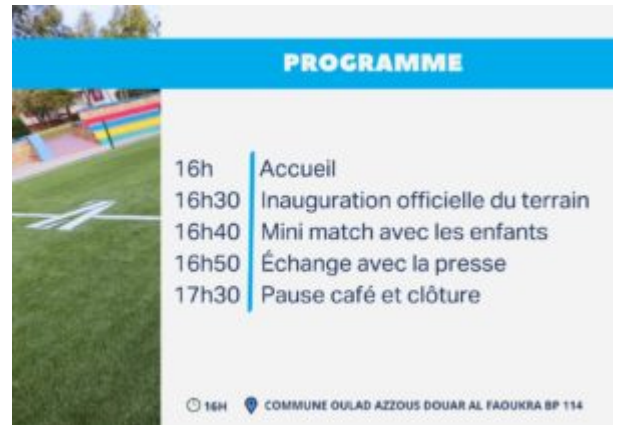 PROGRAMME
16h Accueil
16h30 Inauguration officielle du terrain
16h40 Mini match avec les enfants
16h50 Échange avec la presse
17h30 Pause café et clôture
16H COMMUNE OULAD AZZOUS DOUAR AL FAOUKRA BP 114